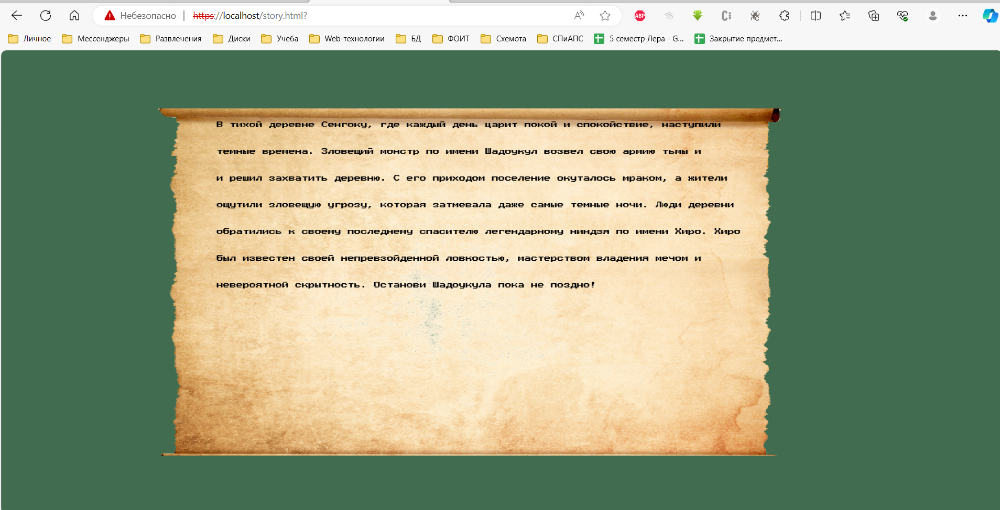 Небезопасно https://localhost/story.html?
Личное Мессенджеры Развлечения Диски Учеба Web-технологии БД ФОИТ Схемота СПиАПС 5 семестр Лера - G... Закрытие предмет...
В тихой деревне Сенгоку, где каждый день царит покой и спокойствие, наступили
темные времена. Зловещий монстр по имени Шадоукул возвел свою армию тьмы и
и решил захватить деревню. С его приходом поселение окуталось мраком, а жители
ощутили зловещую угрозу, которая затмевала даже самые темные ночи. Люди деревни
обратились к своему последнему спасителю легендарному ниндзя по имени Хиро. Хиро
был известен своей непревзойденной ловкостью, мастерством владения мечом и
невероятной скрытность. Останови Шадоукула пока не поздно!